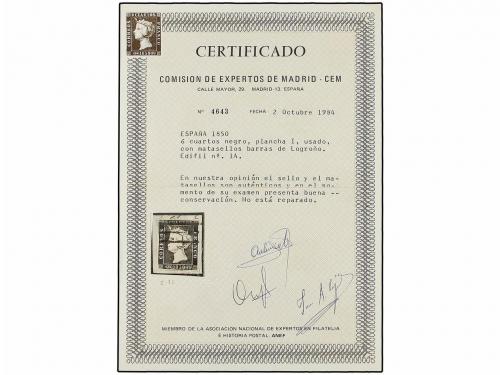 CERTIFICADO
COMISION DE EXPERTOS DE MADRID - CEM
CALLE MAYOR, 29. MADRID-13. ESPAÑA
Nº 4643 FECHA: 2 Octubre 1984
ESPAÑA 1850
6 cuartos negro, plancha I, usado,
con matasellos barras de Logroño.
Edifil nº. 1A.
En nuestra opinión el sello y el ma-
tasellos son auténticos y en el mo-
mento de su examen presenta buena --
conservación. No está reparado.
MIEMBRO DE LA ASOCIACION NACIONAL DE EXPERTOS EN FILATELIA
E HISTORIA POSTAL. ANEF